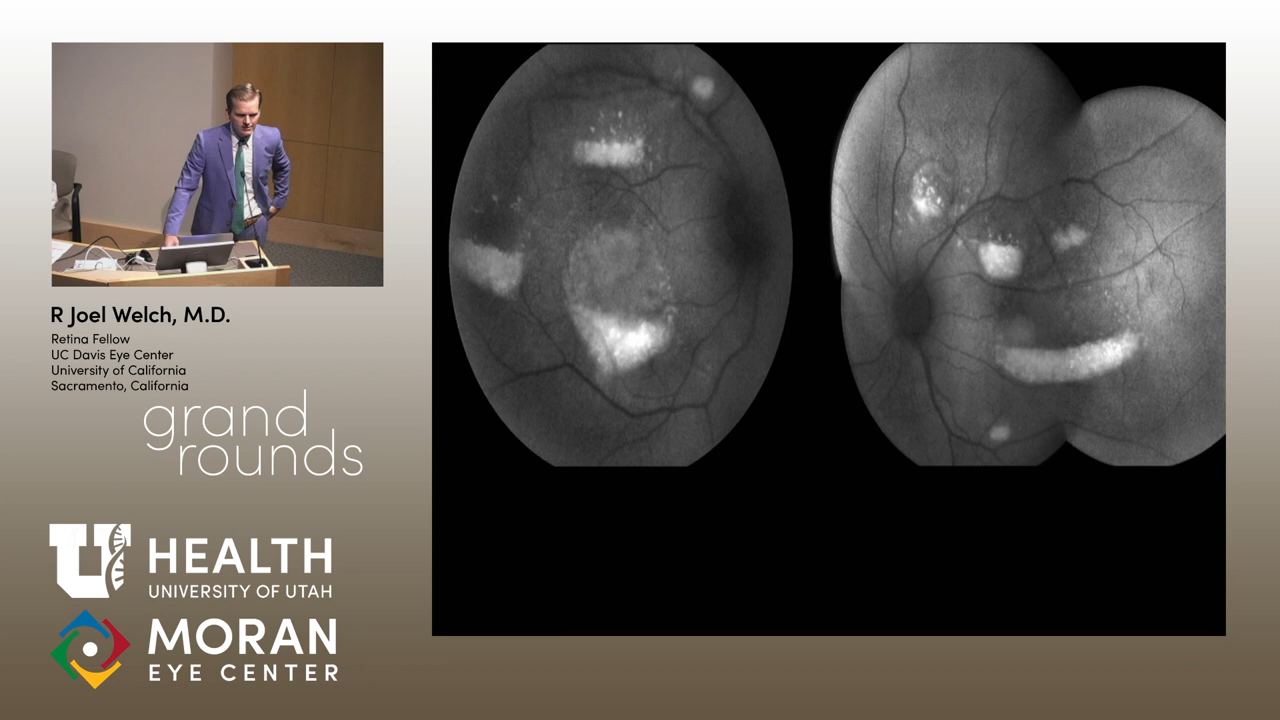 R Joel Welch, M.D.
Retina Fellow
UC Davis Eye Center
University of California
Sacramento, California
grand
rounds
U HEALTH
UNIVERSITY OF UTAH
MORAN
EYE CENTER